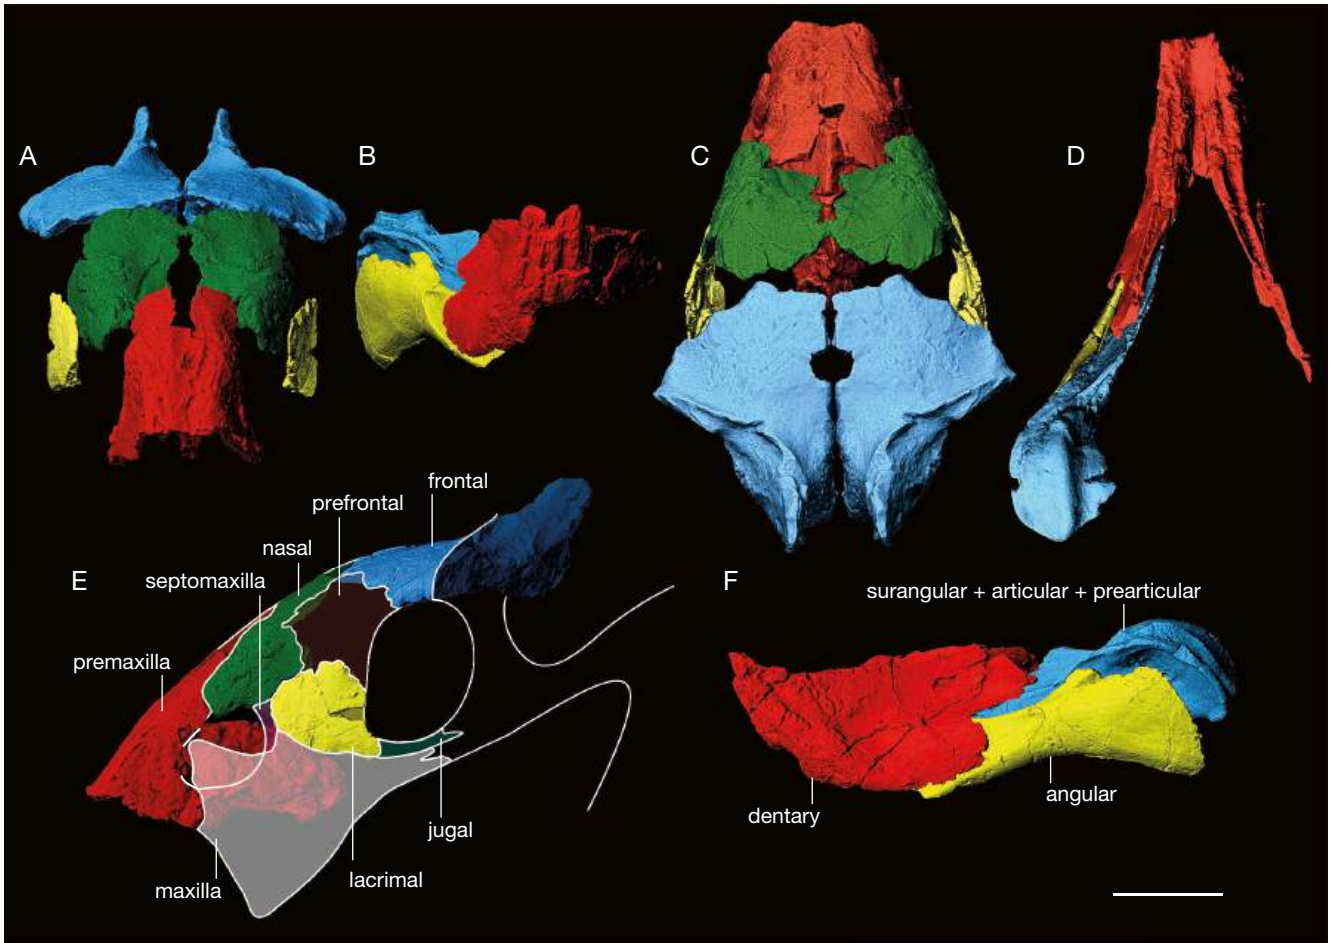 A
B
C
D
frontal
prefrontal
nasal
E
septomaxilla
F
surangular + articular + prearticular
premaxilla
angular
dentary
jugal
lacrimal
maxilla